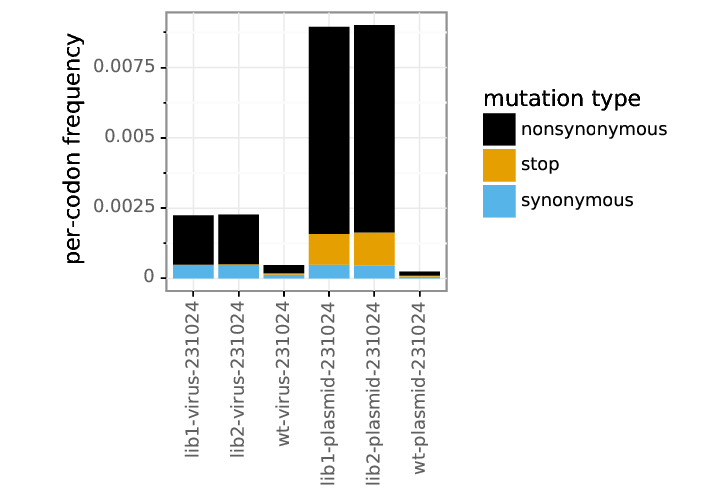 per-codon frequency
0.0075
0.005
0.0025
0
lib1-virus-231024
lib2-virus-231024
wt-virus-231024
lib1-plasmid-231024
lib2-plasmid-231024
wt-plasmid-231024
mutation type
nonsynonymous
stop
synonymous